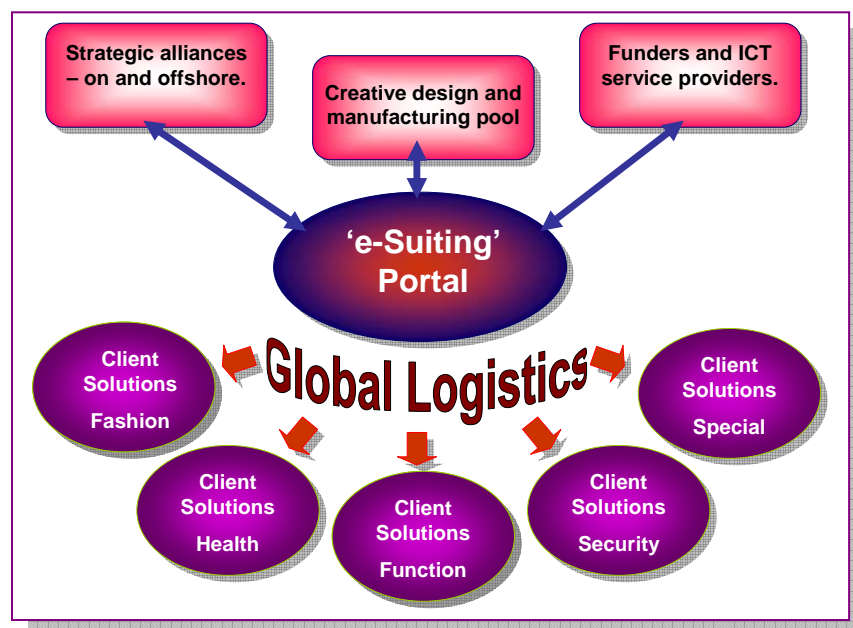 Strategic alliances
– on and offshore.
Creative design and
manufacturing pool
Funders and ICT
service providers.
‘e-Suiting’
Portal
Global Logistics
Client
Solutions
Fashion
Client
Solutions
Health
Client
Solutions
Function
Client
Solutions
Security
Client
Solutions
Special